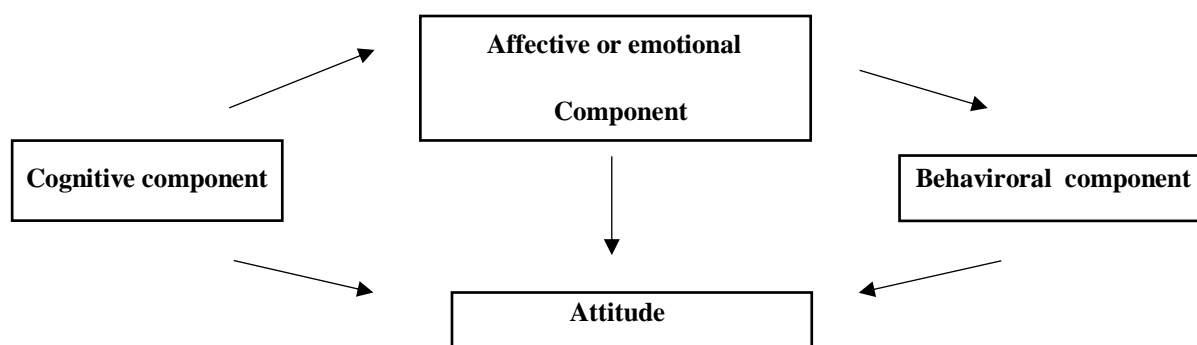 Affective or emotional
Component
Cognitive component
Behaviroral component
Attitude